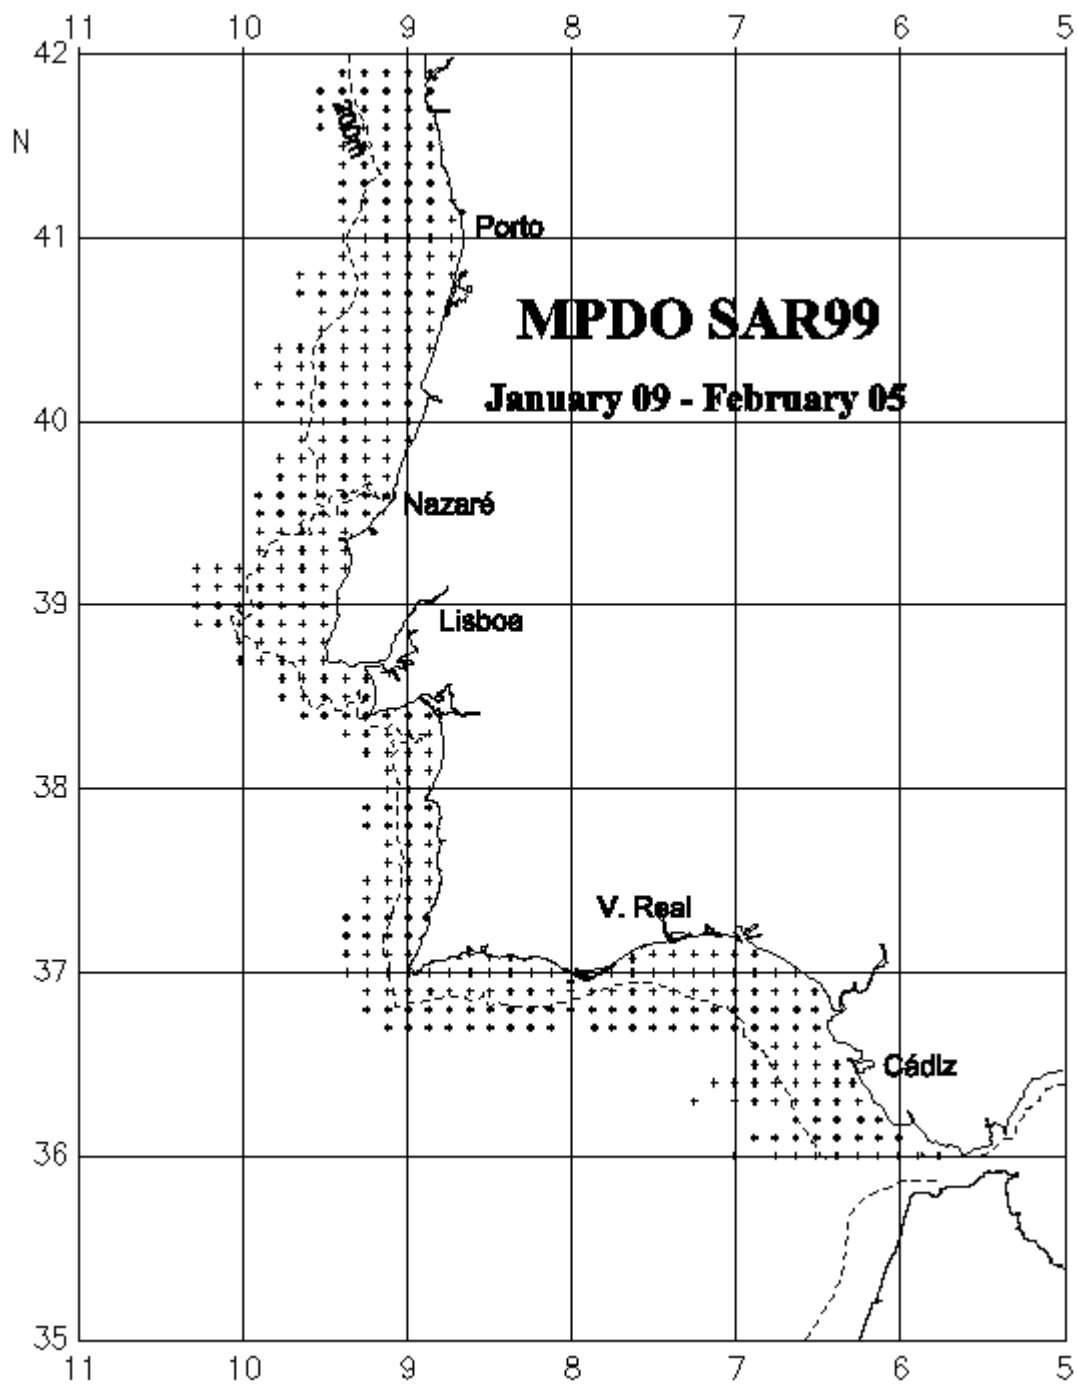 11 10 9 8 7 6 5
42
200m
N
Porto
41
MPDO SAR99
January 09 - February 05
40
Nazaré
39
Lisboa
38
V. Real
37
Cádiz
36
35
11 10 9 8 7 6 5